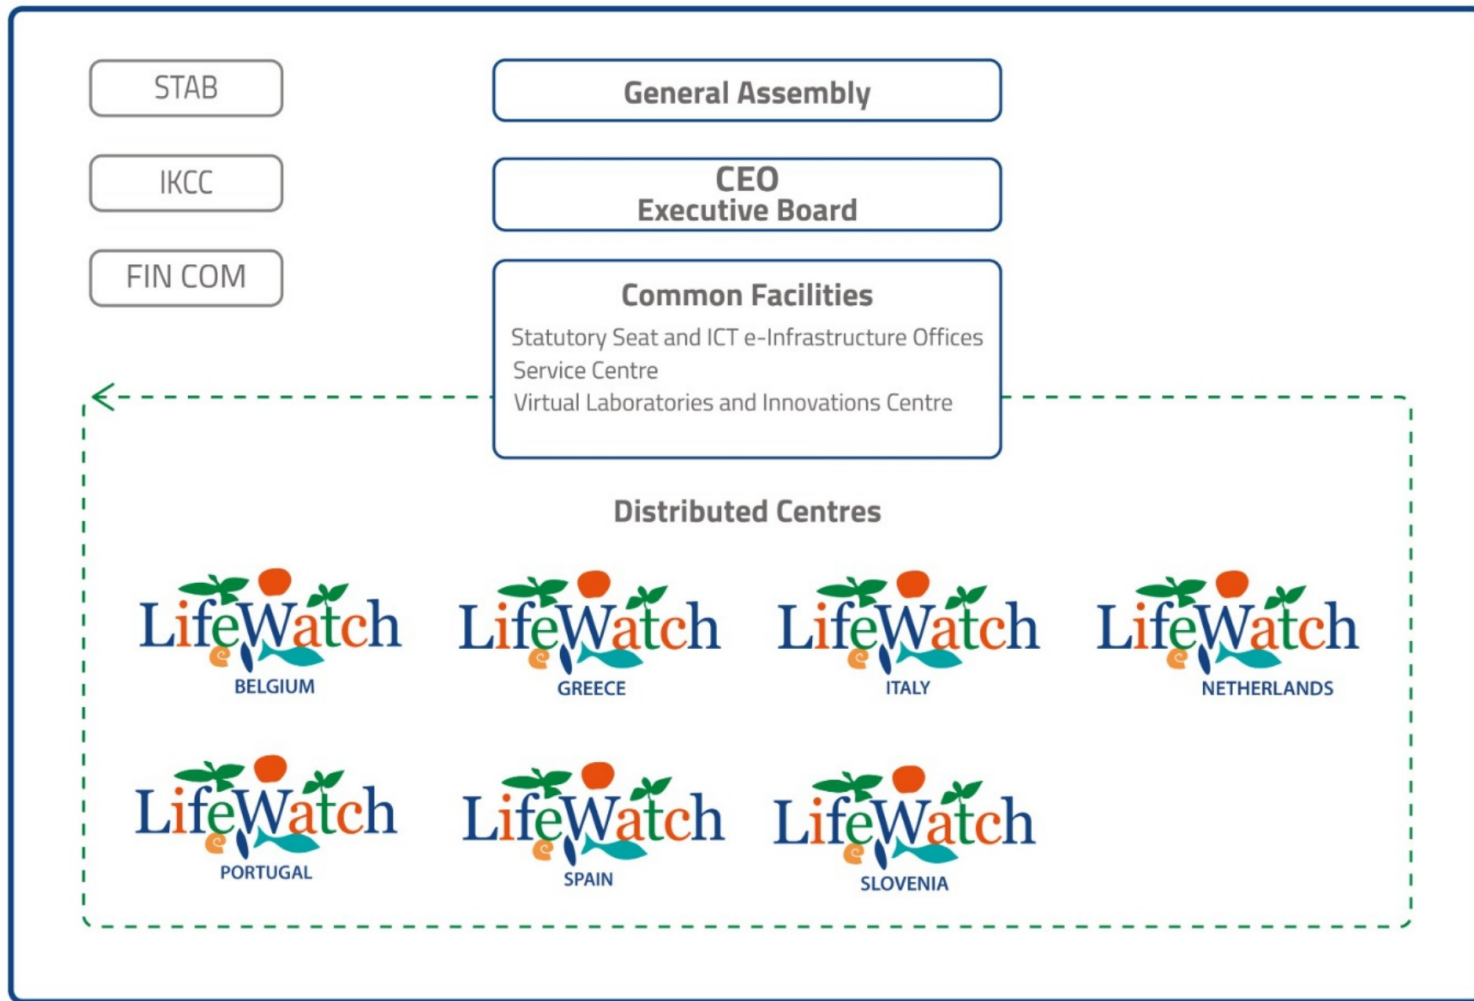 STAB
IKCC
FIN COM
General Assembly
CEO
Executive Board
Common Facilities
Statutory Seat and ICT e-Infrastructure Offices
Service Centre
Virtual Laboratories and Innovations Centre
Distributed Centres
LifeWatch
BELGIUM
LifeWatch
GREECE
LifeWatch
ITALY
LifeWatch
NETHERLANDS
LifeWatch
PORTUGAL
LifeWatch
SPAIN
LifeWatch
SLOVENIA